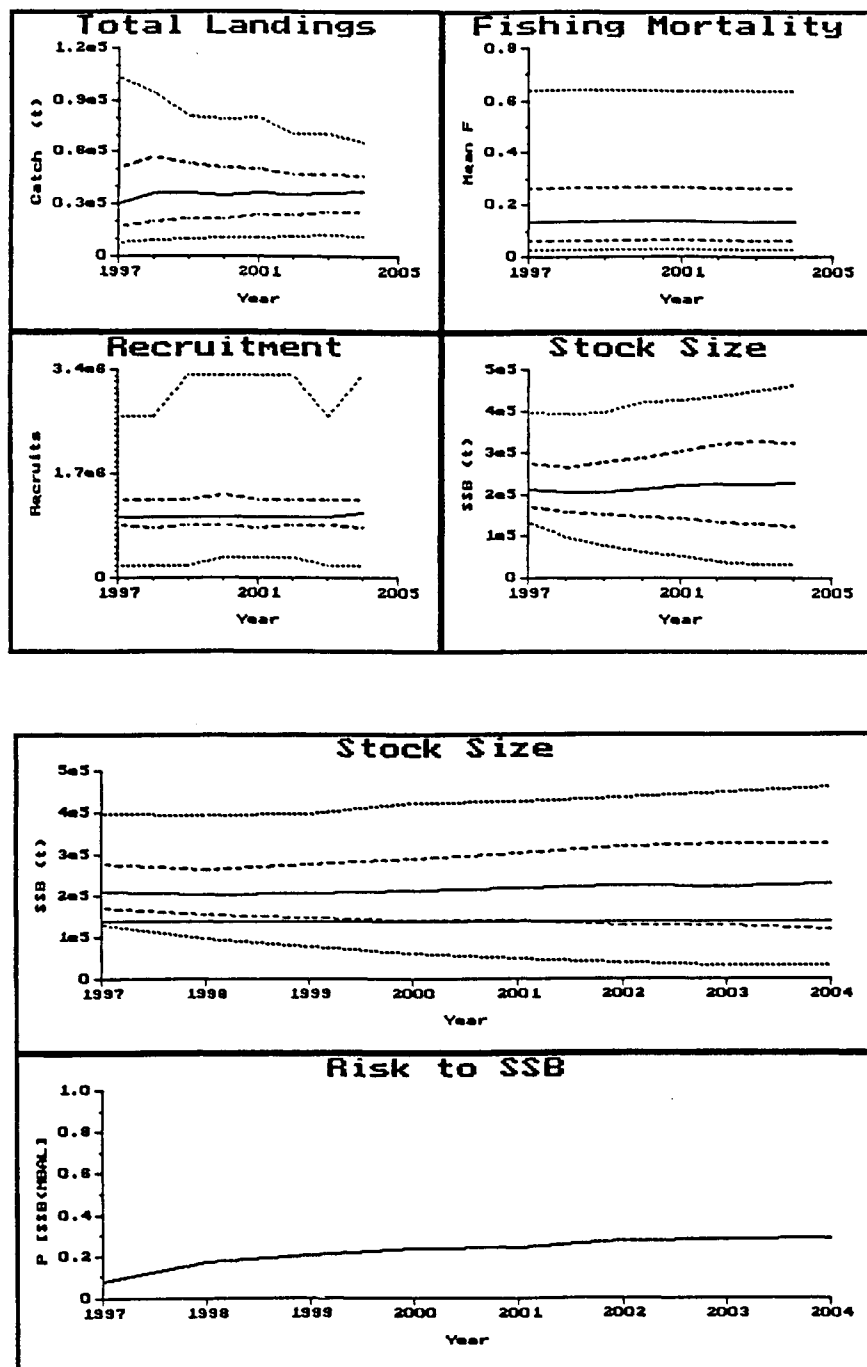 Total Landings
1.2e5
0.9e5
0.6e5
0.3e5
0
Catch (t)
1997 2001 2005
Year
Fishing Mortality
0.8
0.6
0.4
0.2
0
Mean F
1997 2001 2005
Year
Recruitment
3.4e6
1.7e6
0
Recruits
1997 2001 2005
Year
Stock Size
5e5
4e5
3e5
2e5
1e5
0
SSB (t)
1997 2001 2005
Year
Stock Size
5e5
4e5
3e5
2e5
1e5
0
SSB (t)
1997 1998 1999 2000 2001 2002 2003 2004
Year
Risk to SSB
1.0
0.8
0.6
0.4
0.2
0
P [SSB<MBAL]
1997 1998 1999 2000 2001 2002 2003 2004
Year